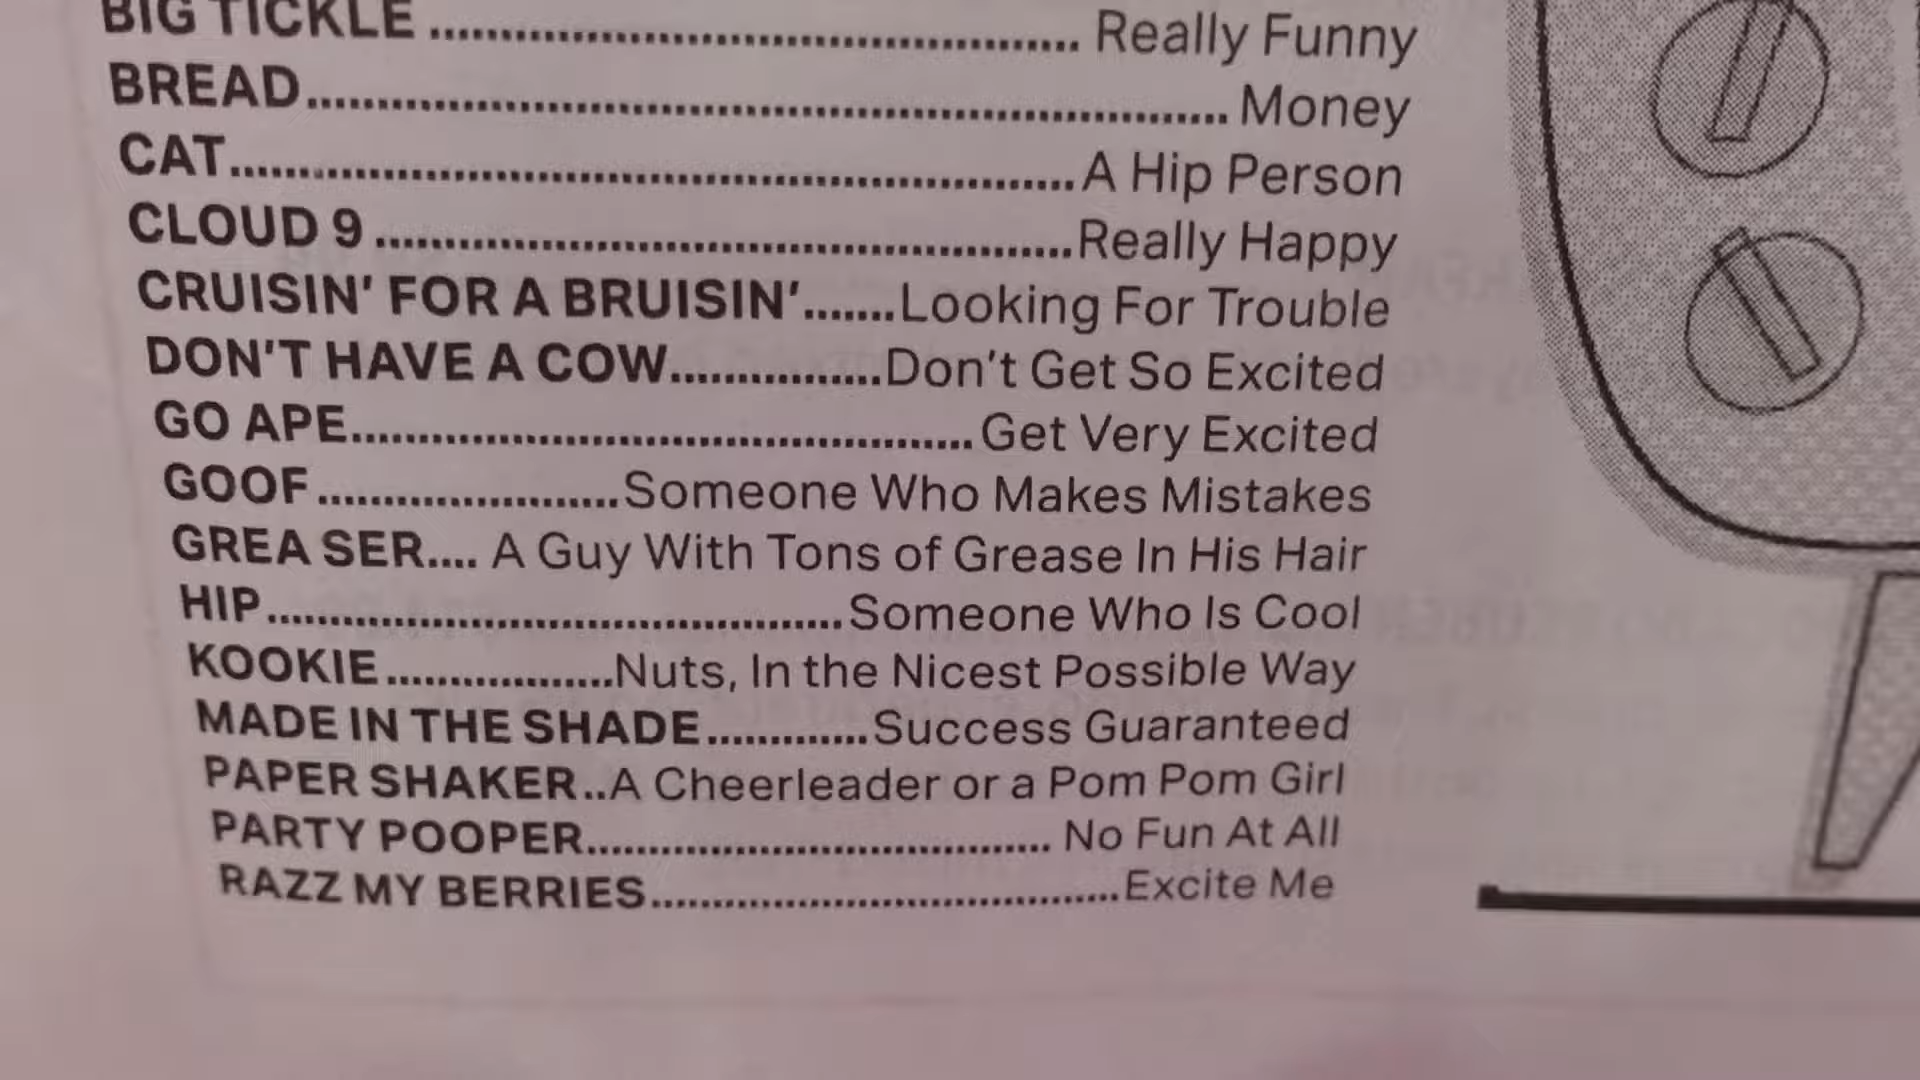 BIG TICKLE ........................................ Really Funny
BREAD........................................ Money
CAT........................................A Hip Person
CLOUD 9 ........................................Really Happy
CRUISIN' FOR A BRUISIN'.......Looking For Trouble
DON'T HAVE A COW................Don't Get So Excited
GO APE........................................Get Very Excited
GOOF.......................Someone Who Makes Mistakes
GREA SER.... A Guy With Tons of Grease In His Hair
HIP........................................Someone Who Is Cool
KOOKIE..................Nuts, In the Nicest Possible Way
MADE IN THE SHADE.............Success Guaranteed
PAPER SHAKER..A Cheerleader or a Pom Pom Girl
PARTY POOPER..................................... No Fun At All
RAZZ MY BERRIES......................................Excite Me